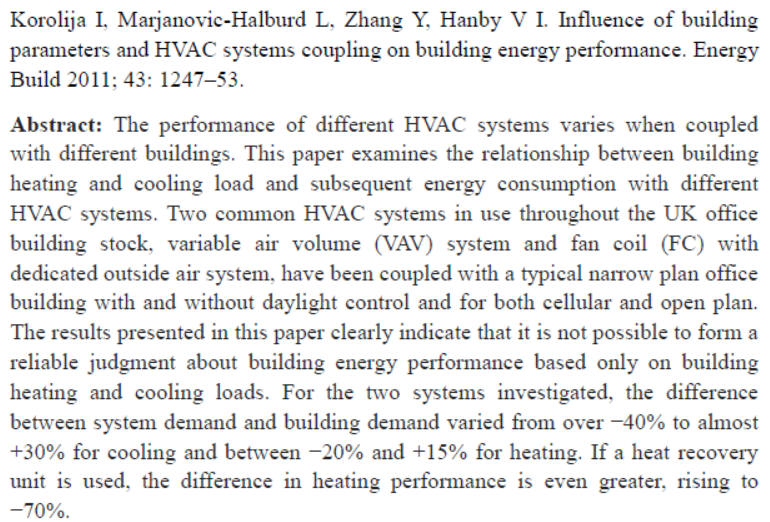 Korolija I, Marjanovic-Halburd L, Zhang Y, Hanby V I. Influence of building
parameters and HVAC systems coupling on building energy performance. Energy
Build 2011; 43: 1247–53.
Abstract: The performance of different HVAC systems varies when coupled
with different buildings. This paper examines the relationship between building
heating and cooling load and subsequent energy consumption with different
HVAC systems. Two common HVAC systems in use throughout the UK office
building stock, variable air volume (VAV) system and fan coil (FC) with
dedicated outside air system, have been coupled with a typical narrow plan office
building with and without daylight control and for both cellular and open plan.
The results presented in this paper clearly indicate that it is not possible to form a
reliable judgment about building energy performance based only on building
heating and cooling loads. For the two systems investigated, the difference
between system demand and building demand varied from over −40% to almost
+30% for cooling and between −20% and +15% for heating. If a heat recovery
unit is used, the difference in heating performance is even greater, rising to
−70%.